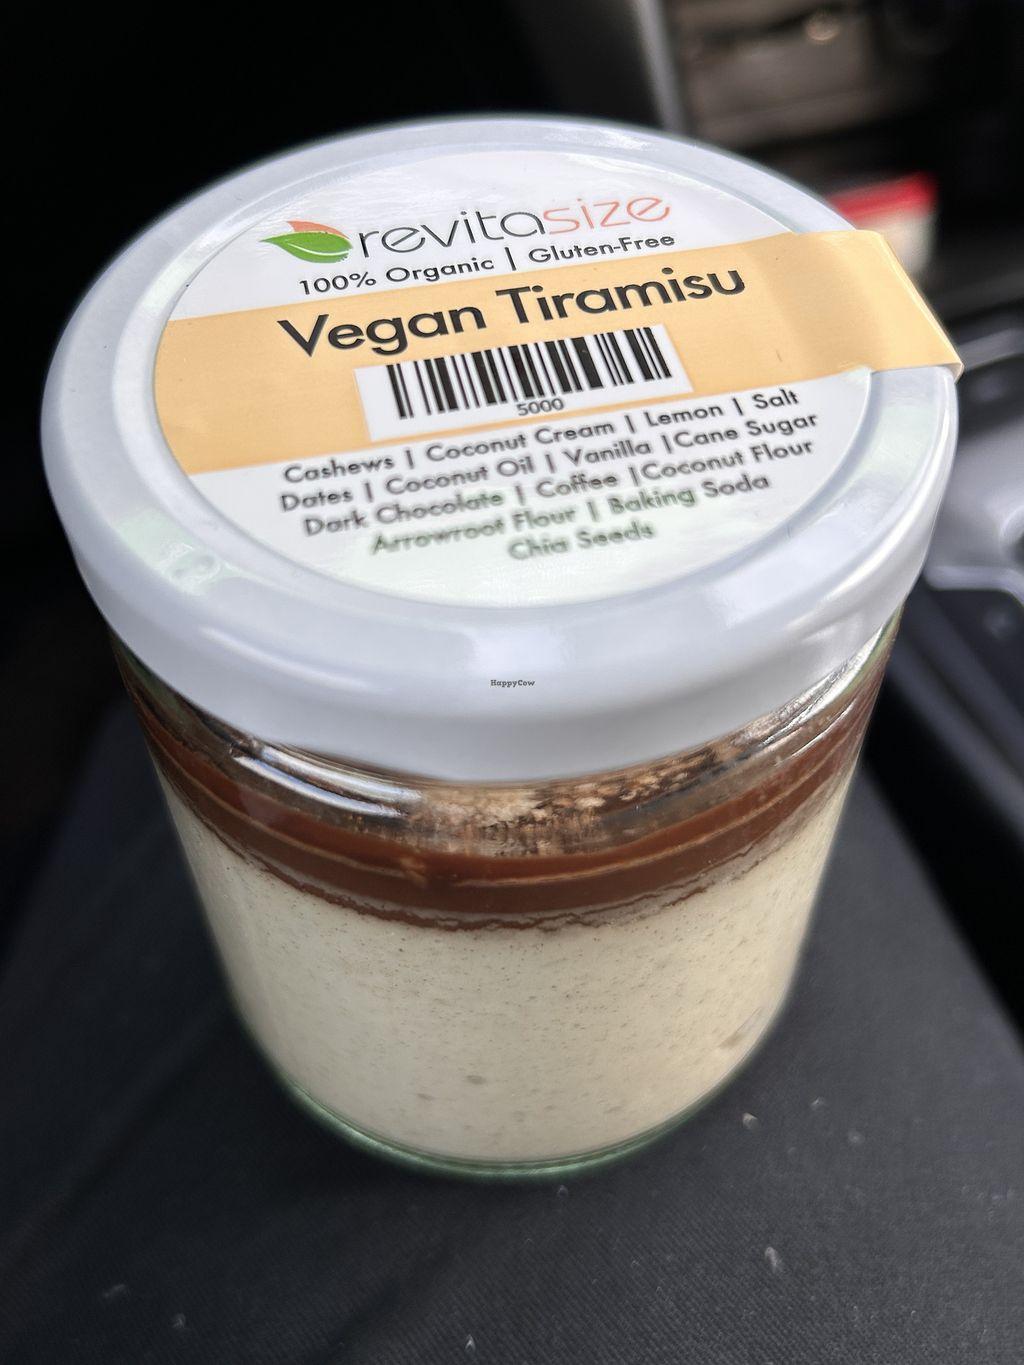 revitasize
100% Organic | Gluten-Free
Vegan Tiramisu
5000
Cashews | Coconut Cream | Lemon | Salt
Dates | Coconut Oil | Vanilla |Cane Sugar
Dark Chocolate | Coffee |Coconut Flour
Arrowroot Flour | Baking Soda
Chia Seeds
HappyCow